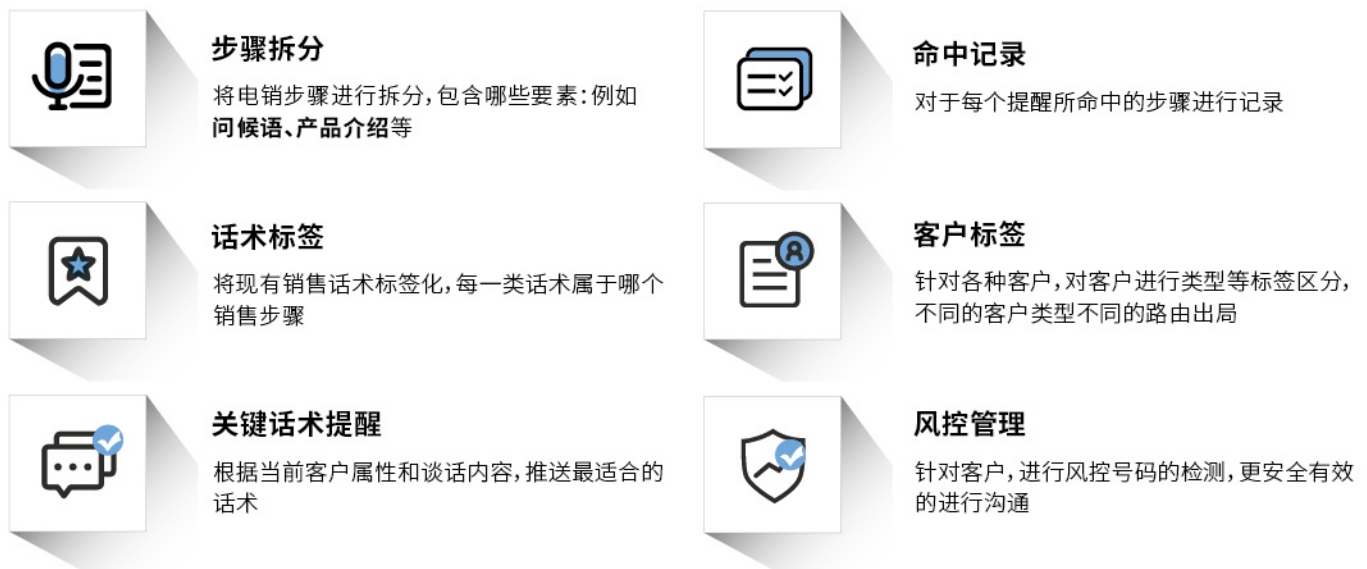 步骤拆分
将电销步骤进行拆分，包含哪些要素：例如
问候语、产品介绍等
命中记录
对于每个提醒所命中的步骤进行记录
话术标签
将现有销售话术标签化，每一类话术属于哪个
销售步骤
客户标签
针对各种客户，对客户进行类型等标签区分，
不同的客户类型不同的路由出局
关键话术提醒
根据当前客户属性和谈话内容，推送最适合的
话术
风控管理
针对客户，进行风控号码的检测，更安全有效
的进行沟通